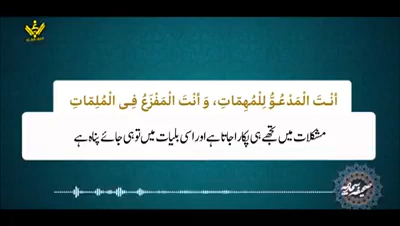 أَنْتَ الْمَدْعُوُّ لِلْمُهِمّاتِ، وَ أَنْتَ الْمَفْزَعُ فِي الْمُلِمّاتِ
مشکلات میں تجھے ہی پکارا جاتا ہے اور اسی بلیات میں تو ہی جائے پناہ ہے